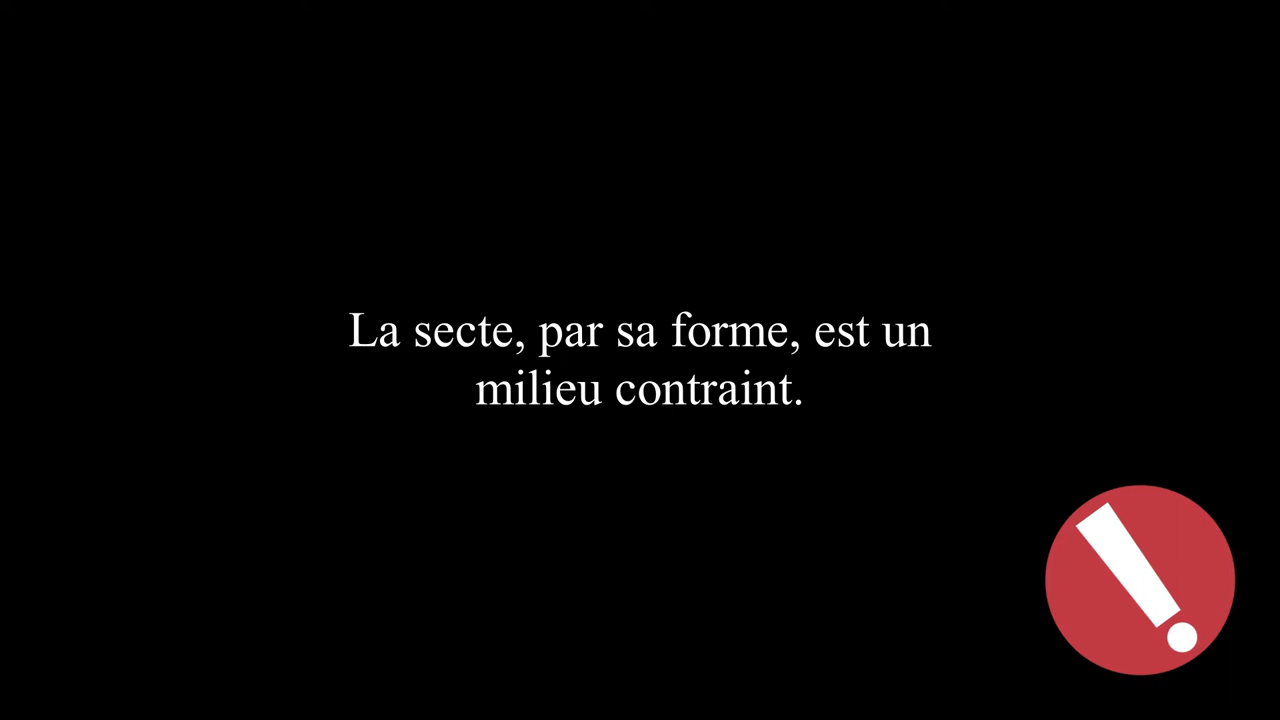 La secte, par sa forme, est un
milieu contraint.